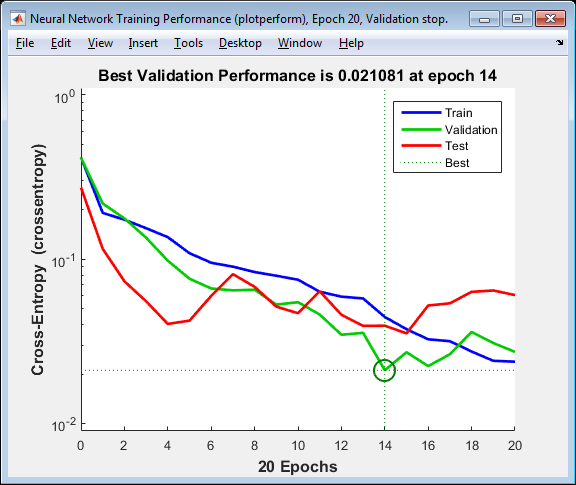 Neural Network Training Performance (plotperform), Epoch 20, Validation stop.
File Edit View Insert Tools Desktop Window Help
Best Validation Performance is 0.021081 at epoch 14
10^0
10^-1
10^-2
Cross-Entropy (crossentropy)
Train
Validation
Test
Best
0 2 4 6 8 10 12 14 16 18 20
20 Epochs